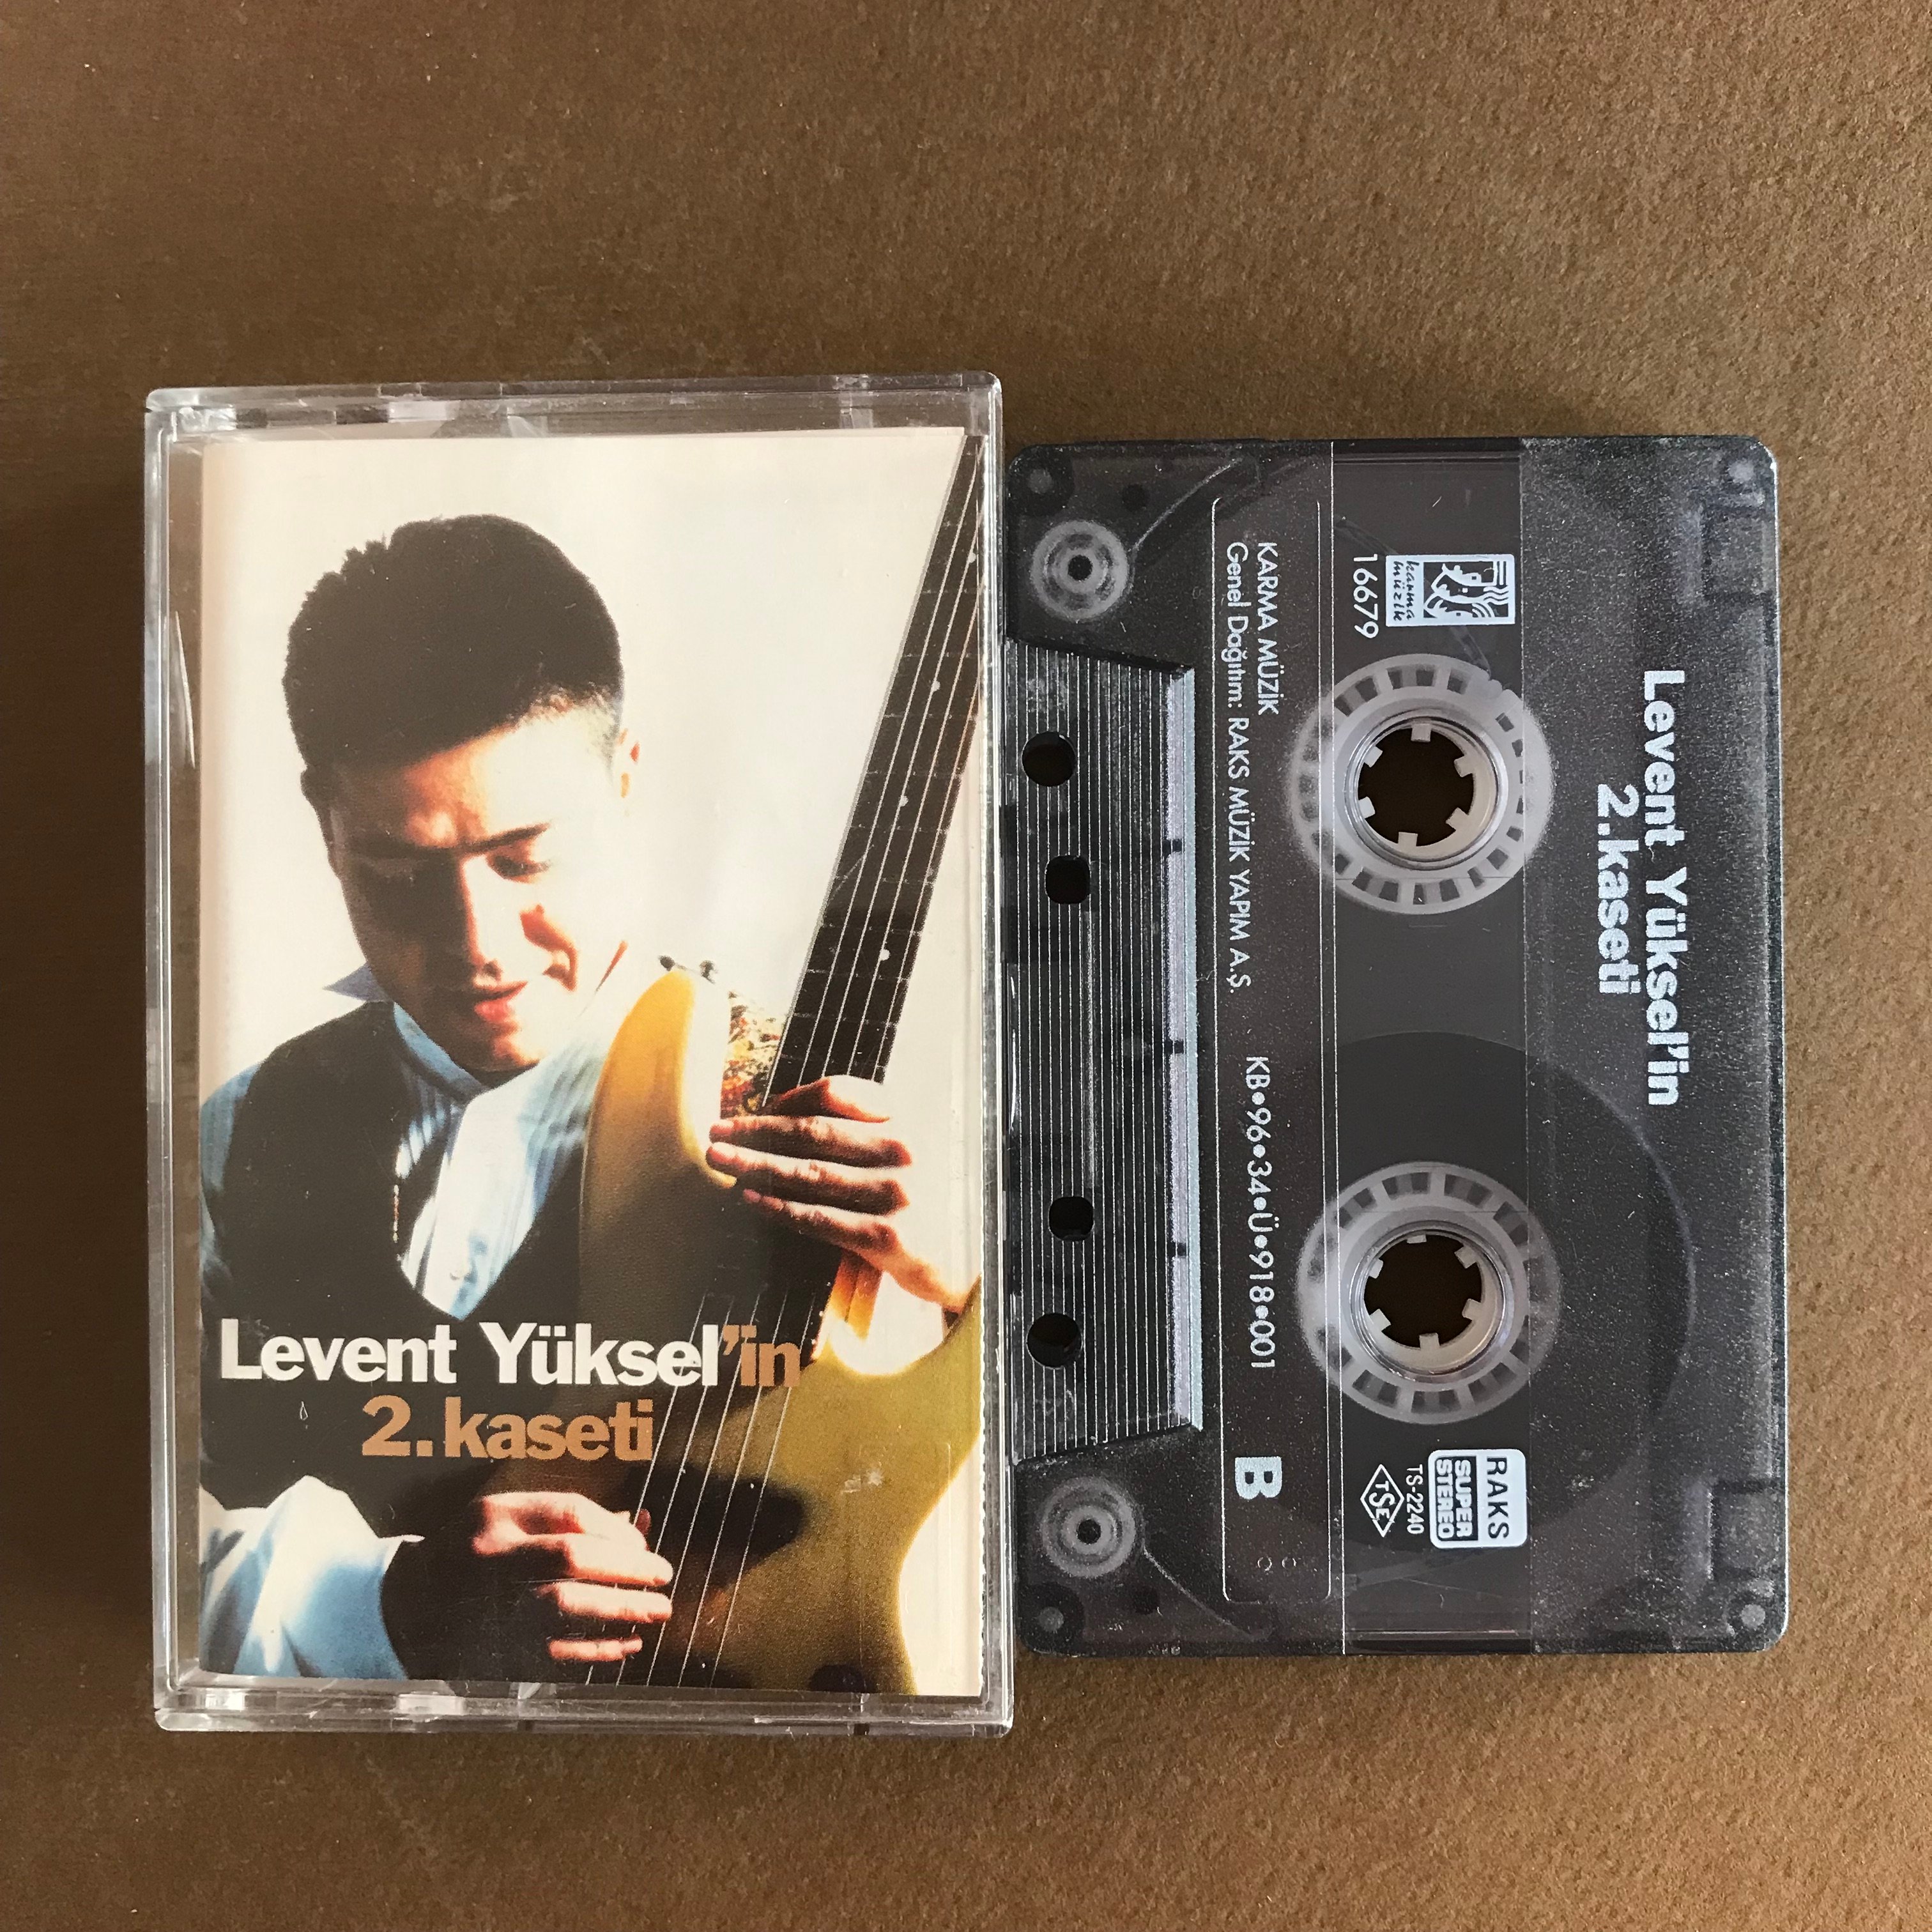 Levent Yüksel'in
2.kaseti
Levent Yüksel'in
2.kaseti
karma
müzik
16679
RAKS
SUPER
STEREO
TS-2240
TSE
KARMA MÜZİK
Genel Dağıtım: RAKS MÜZİK YAPIM A.Ş.
KB•96•34•Ü•918•001
B